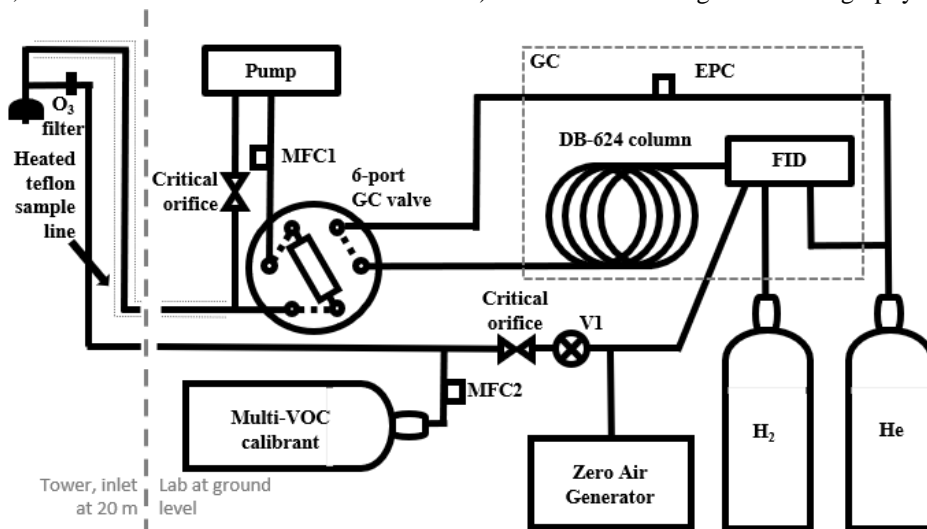 GC
EPC
Pump
O₃
filter
DB-624 column
FID
MFC1
6-port
GC valve
Critical
orifice
Heated
teflon
sample
line
Critical
orifice
V1
MFC2
Multi-VOC
calibrant
H₂
He
Zero Air
Generator
Tower, inlet
at 20 m
Lab at ground
level